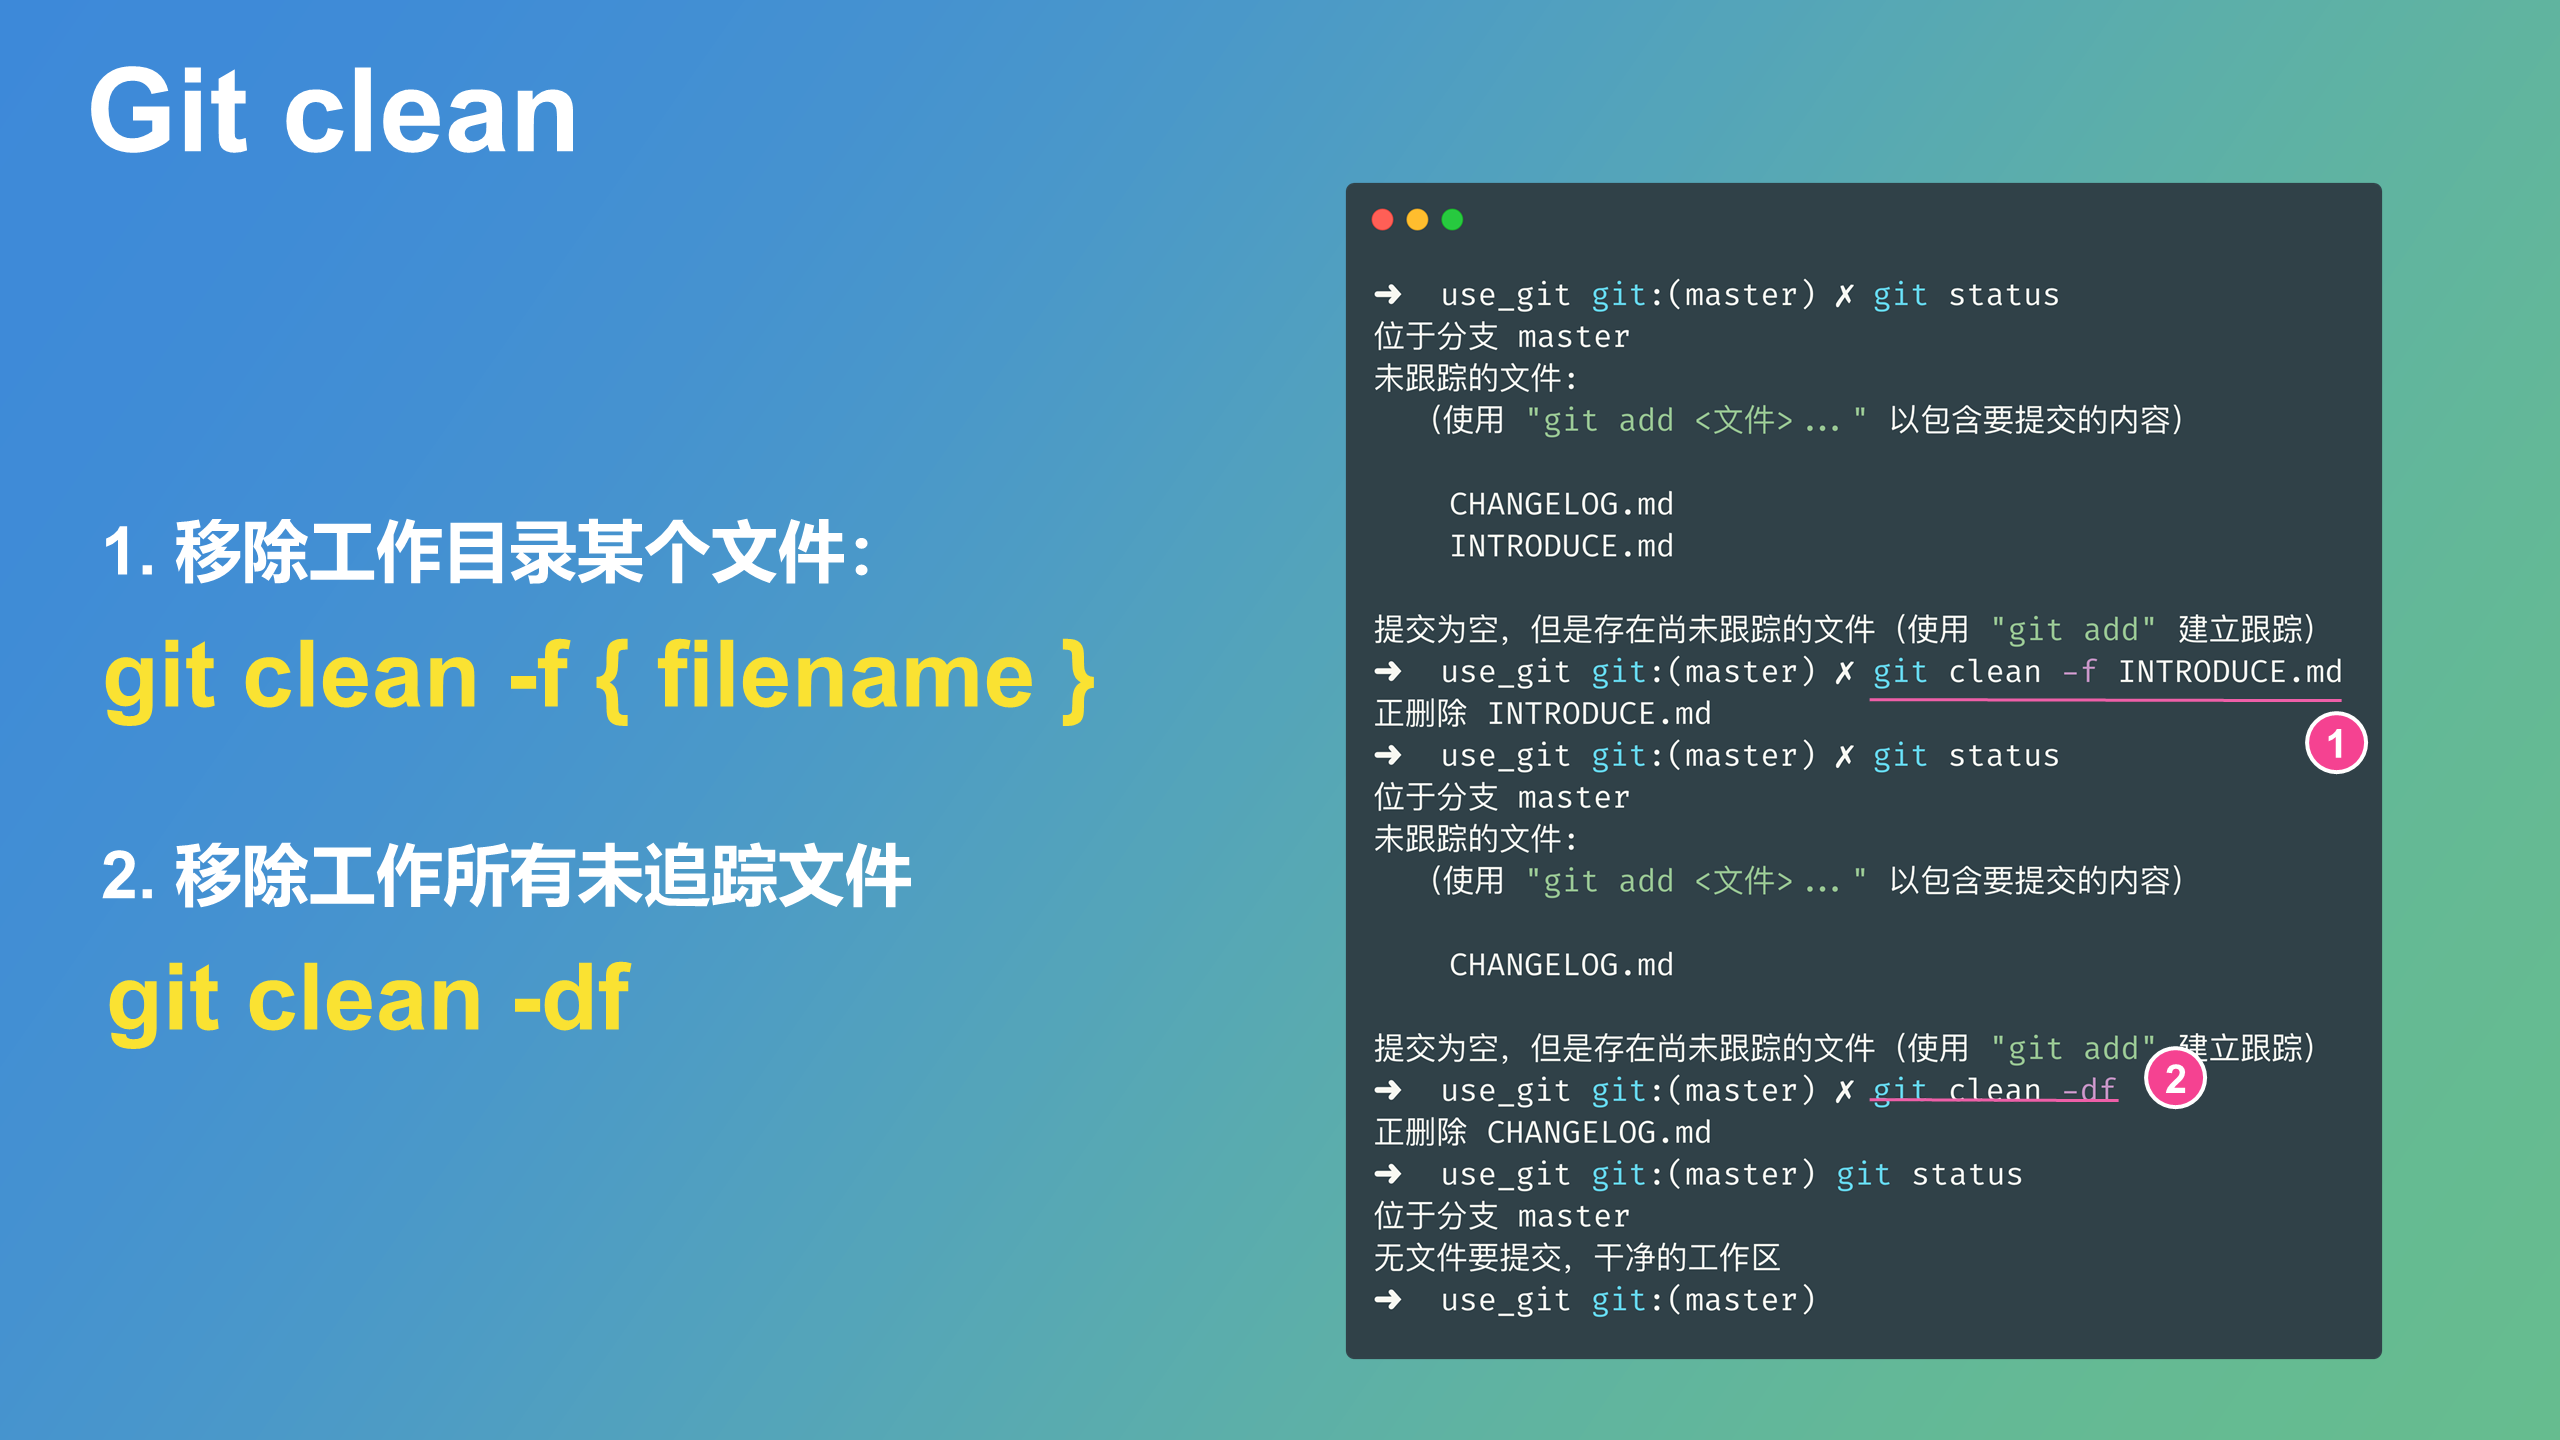 Git clean
1. 移除工作目录某个文件：
git clean -f { filename }
2. 移除工作所有未追踪文件
git clean -df
➜  use_git git:(master) ✗ git status
位于分支 master
未跟踪的文件:
  （使用 "git add <文件>..." 以包含要提交的内容）
    CHANGELOG.md
    INTRODUCE.md
提交为空，但是存在尚未跟踪的文件（使用 "git add" 建立跟踪）
➜  use_git git:(master) ✗ git clean -f INTRODUCE.md
正删除 INTRODUCE.md
1
➜  use_git git:(master) ✗ git status
位于分支 master
未跟踪的文件:
  （使用 "git add <文件>..." 以包含要提交的内容）
    CHANGELOG.md
提交为空，但是存在尚未跟踪的文件（使用 "git add" 建立跟踪）
➜  use_git git:(master) ✗ git clean -df
2
正删除 CHANGELOG.md
➜  use_git git:(master) git status
位于分支 master
无文件要提交，干净的工作区
➜  use_git git:(master)